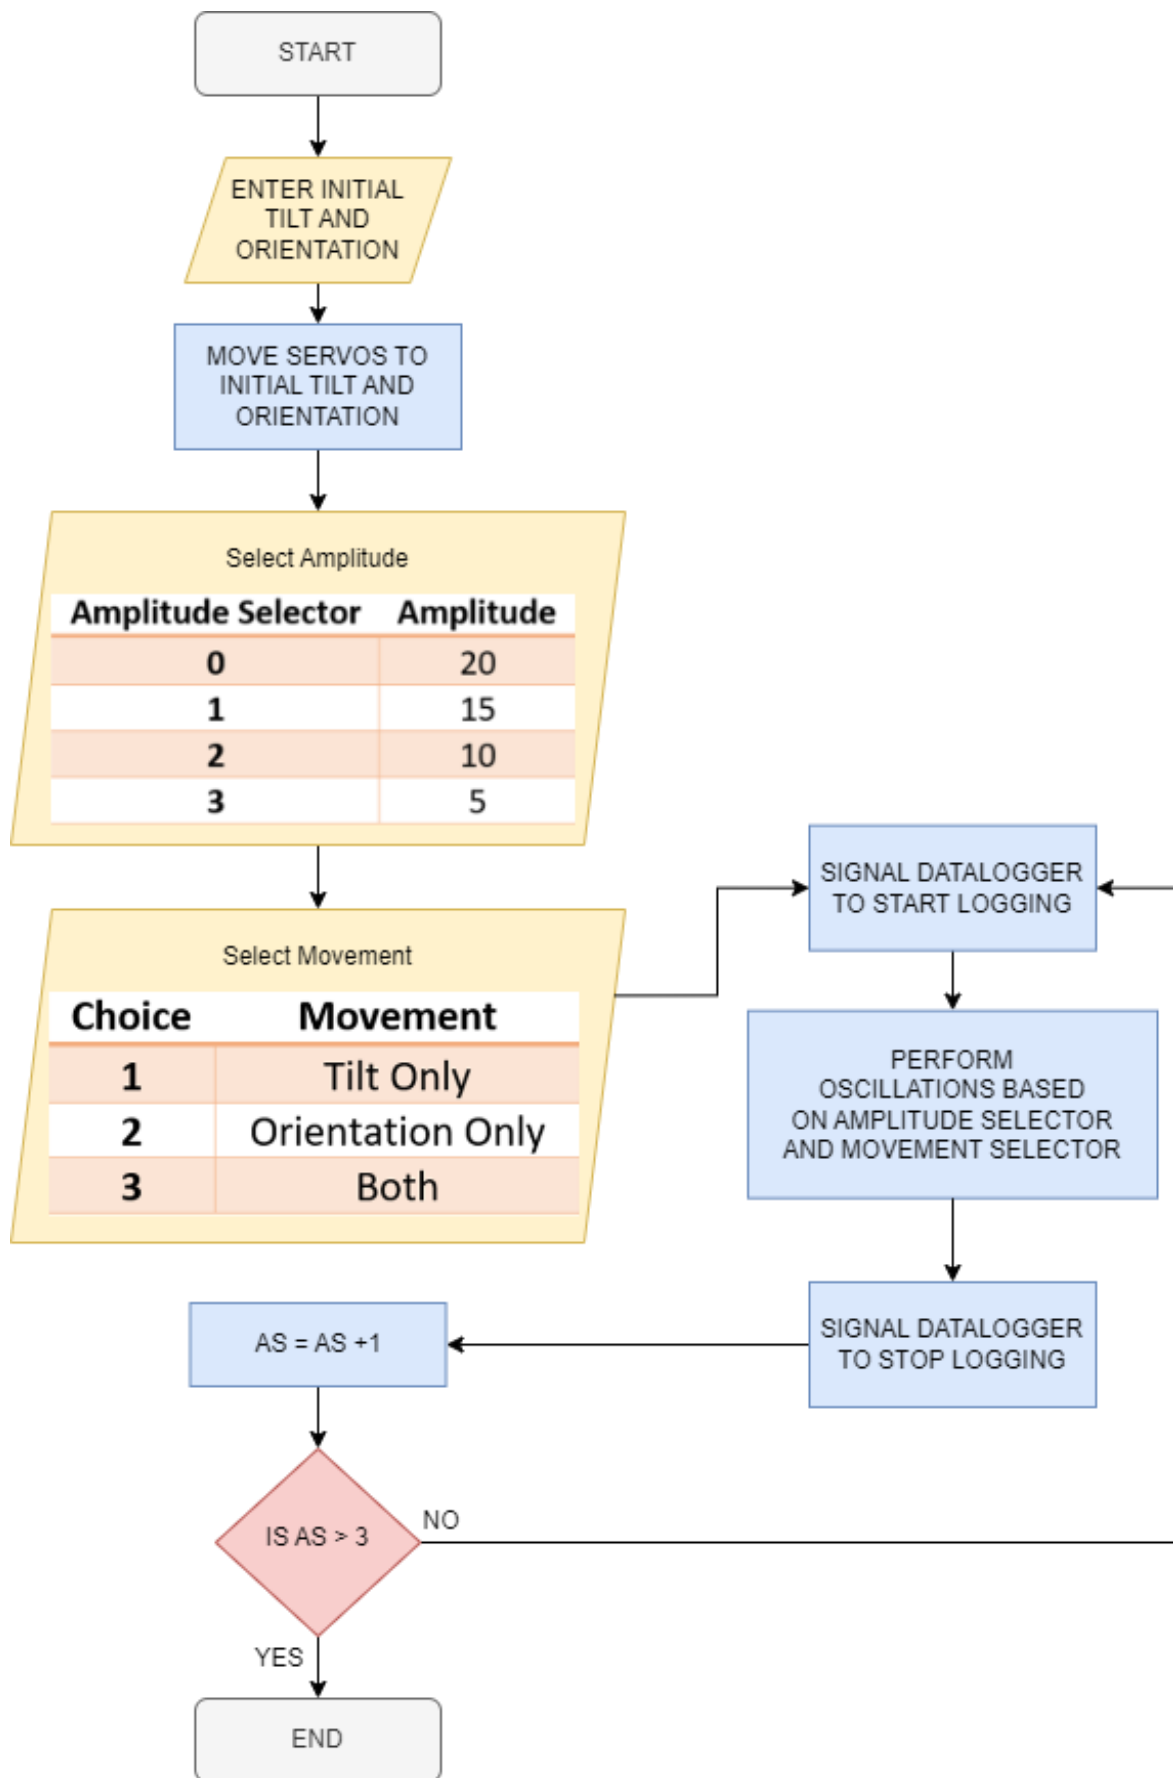 START
ENTER INITIAL
TILT AND
ORIENTATION
MOVE SERVOS TO
INITIAL TILT AND
ORIENTATION
Select Amplitude
Amplitude Selector Amplitude
0 20
1 15
2 10
3 5
Select Movement
Choice Movement
1 Tilt Only
2 Orientation Only
3 Both
SIGNAL DATALOGGER
TO START LOGGING
PERFORM
OSCILLATIONS BASED
ON AMPLITUDE SELECTOR
AND MOVEMENT SELECTOR
SIGNAL DATALOGGER
TO STOP LOGGING
AS = AS +1
IS AS > 3
NO
YES
END